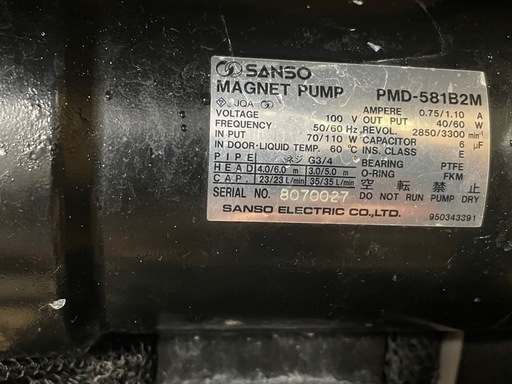 SANSO
MAGNET PUMP PMD-581B2M
JQA
VOLTAGE 100 V
FREQUENCY 50/60 Hz
IN PUT 70/110 W
IN DOOR·LIQUID TEMP. 60 ℃
AMPERE 0.75/1.10 A
OUT PUT 40/60 W
REVOL. 2850/3300 min⁻¹
CAPACITOR 6 μF
INS. CLASS E
PIPE ネジ G3/4
HEAD 4.0/6.0 m 3.0/5.0 m
CAP. 23/23 L/min 35/35 L/min
BEARING PTFE
O-RING FKM
空転禁止
SERIAL NO. 8070027 DO NOT RUN PUMP DRY
SANSO ELECTRIC CO.,LTD. 950343391